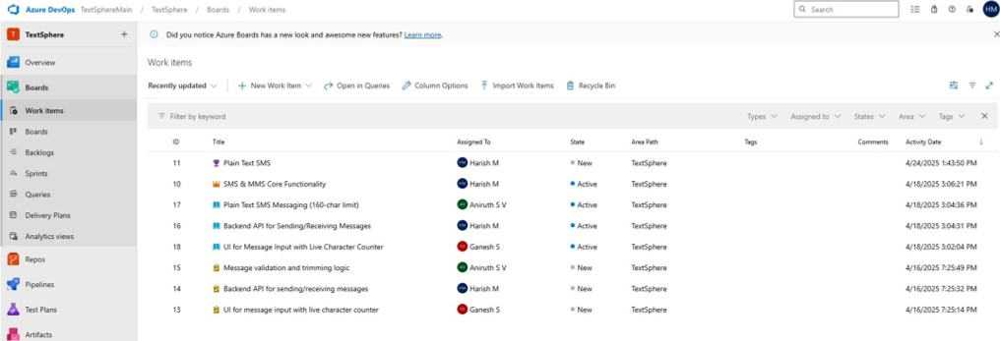 Azure DevOps TextSphereMain / TextSphere / Boards / Work items Search HM
T TextSphere +
Did you notice Azure Boards has a new look and awesome new features? Learn more.
Overview
Boards
Work items
Boards
Backlogs
Sprints
Queries
Delivery Plans
Analytics views
Repos
Pipelines
Test Plans
Artifacts
Work items
Recently updated New Work Item Open in Queries Column Options Import Work Items Recycle Bin
Filter by keyword Types Assigned to States Area Tags
ID Title Assigned To State Area Path Tags Comments Activity Date ↓
11 Plain Text SMS HM Harish M New TextSphere 4/24/2025 1:43:50 PM
10 SMS & MMS Core Functionality HM Harish M Active TextSphere 4/18/2025 3:06:21 PM
17 Plain Text SMS Messaging (160-char limit) Aniruth S V Active TextSphere 4/18/2025 3:04:36 PM
16 Backend API for Sending/Receiving Messages HM Harish M Active TextSphere 4/18/2025 3:04:31 PM
18 UI for Message Input with Live Character Counter Ganesh S Active TextSphere 4/18/2025 3:02:04 PM
15 Message validation and trimming logic Aniruth S V New TextSphere 4/16/2025 7:25:49 PM
14 Backend API for sending/receiving messages HM Harish M New TextSphere 4/16/2025 7:25:32 PM
13 UI for message input with live character counter Ganesh S New TextSphere 4/16/2025 7:25:14 PM